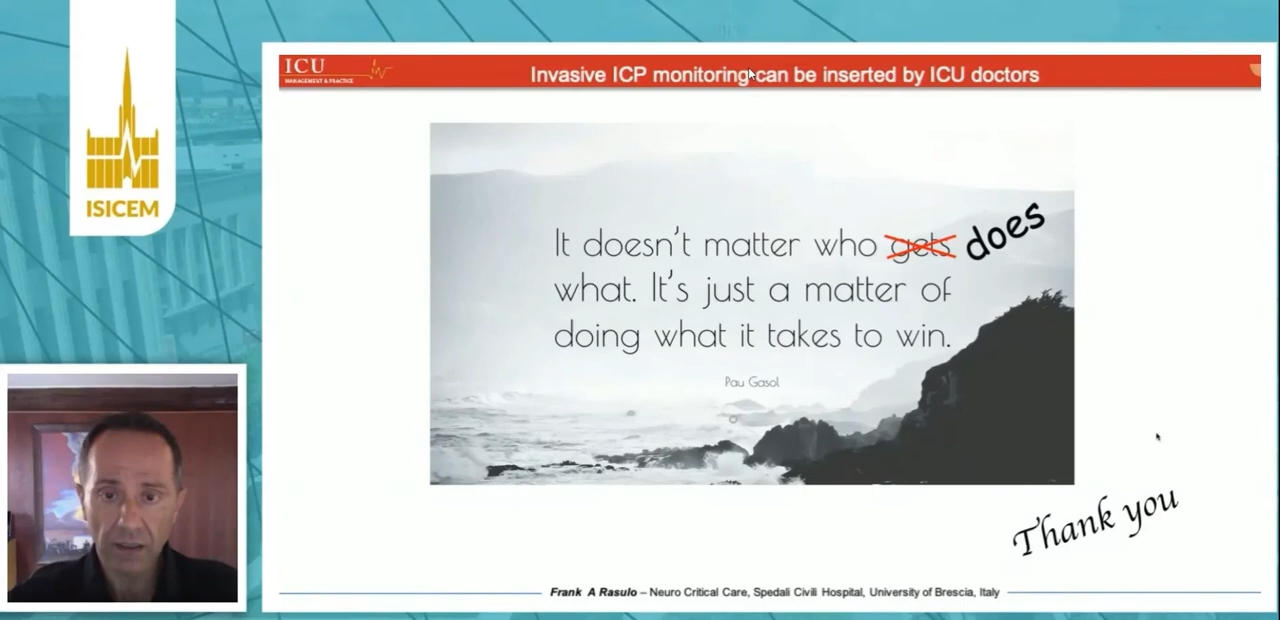 ISICEM
ICU
MANAGEMENT & PRACTICE
Invasive ICP monitoring can be inserted by ICU doctors
It doesn't matter who gets does
what. It's just a matter of
doing what it takes to win.
Pau Gasol
Thank you
Frank A Rasulo – Neuro Critical Care, Spedali Civili Hospital, University of Brescia, Italy